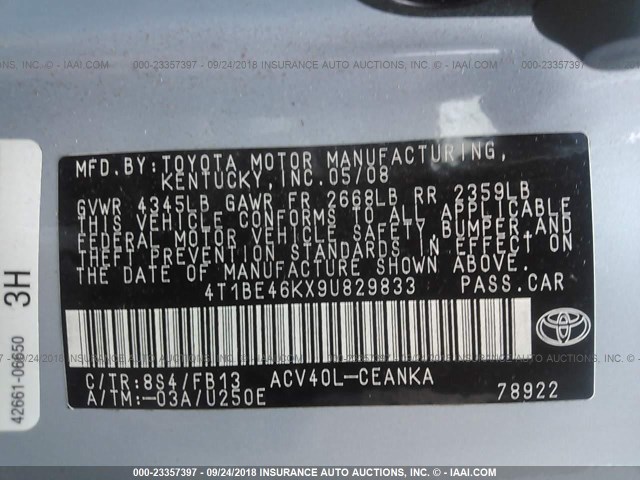 000-23357397 - 09/24/2018 INSURANCE AUTO AUCTIONS, INC. - IAAI.COM
MFD.BY:TOYOTA MOTOR MANUFACTURING,
KENTUCKY,INC.05/08
GVWR 4345LB GAWR FR 2668LB RR 2359LB
THIS VEHICLE CONFORMS TO ALL APPLICABLE
FEDERAL MOTOR VEHICLE SAFETY,BUMPER,AND
THEFT PREVENTION STANDARDS IN EFFECT ON
THE DATE OF MANUFACTURE SHOWN ABOVE.
4T1BE46KX9U829833 PASS.CAR
TOYOTA
C/TR:8S4/FB13 ACV40L-CEANKA
A/TM:-03A/U250E 78922
42661-06650 3H
000-23357397 - 09/24/2018 INSURANCE AUTO AUCTIONS, INC. - IAAI.COM